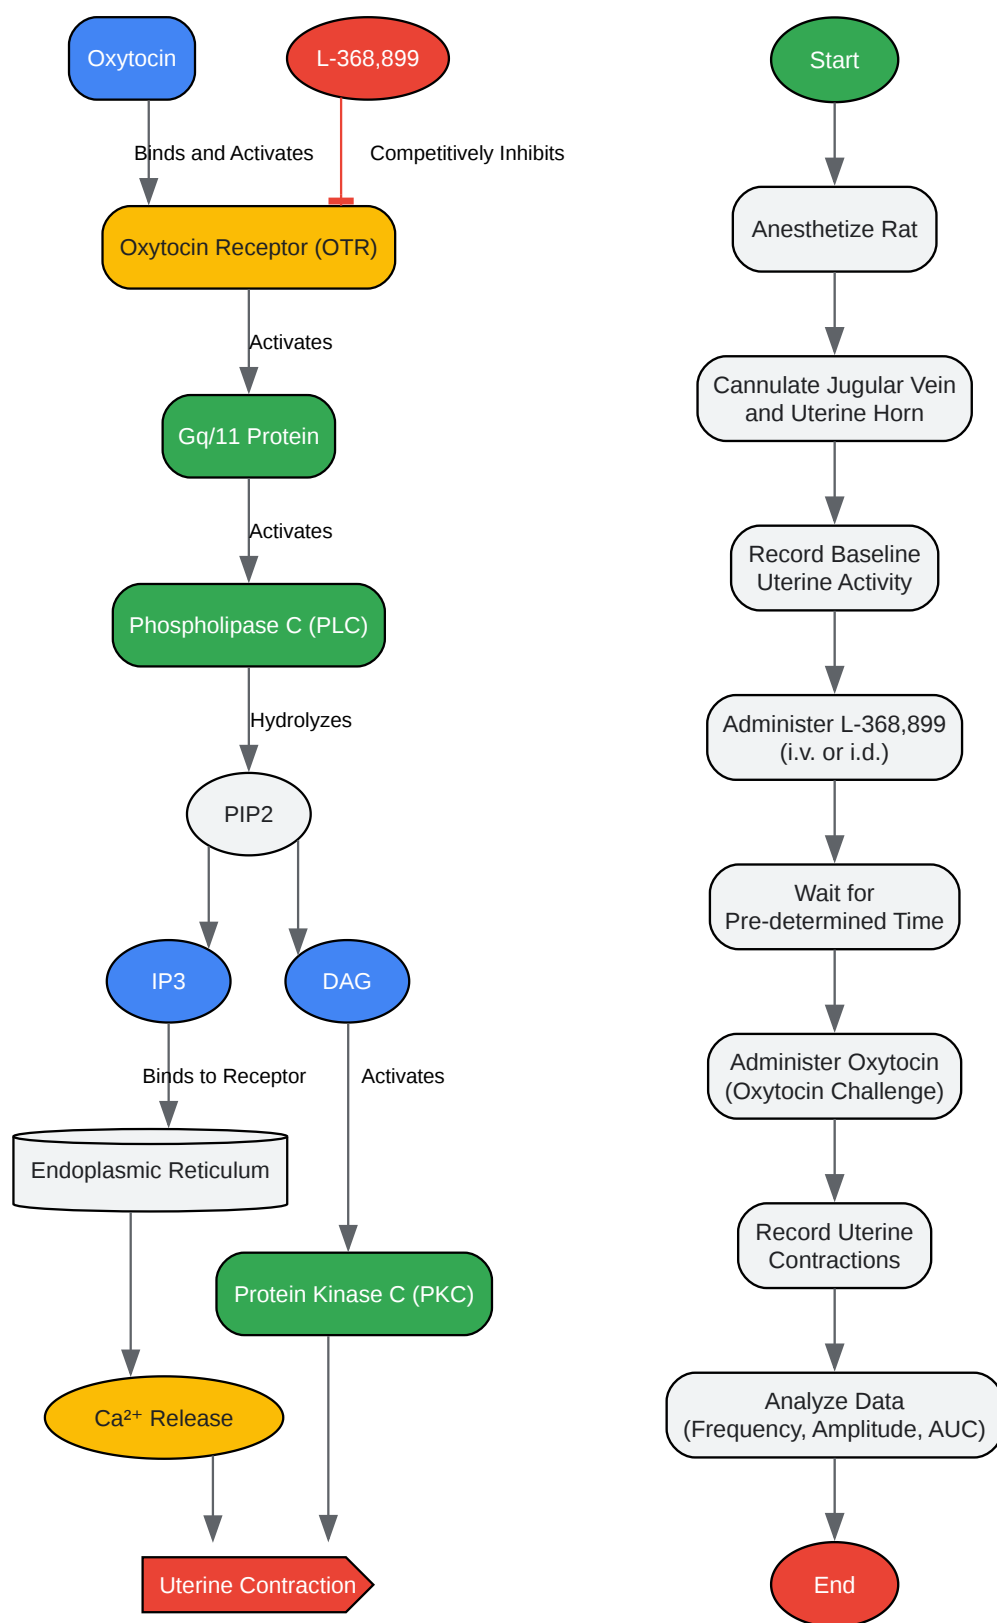 Oxytocin
L-368,899
Binds and Activates
Competitively Inhibits
Oxytocin Receptor (OTR)
Activates
Gq/11 Protein
Activates
Phospholipase C (PLC)
Hydrolyzes
PIP2
IP3
DAG
Binds to Receptor
Activates
Endoplasmic Reticulum
Protein Kinase C (PKC)
Ca²⁺ Release
Uterine Contraction
Start
Anesthetize Rat
Cannulate Jugular Vein
and Uterine Horn
Record Baseline
Uterine Activity
Administer L-368,899
(i.v. or i.d.)
Wait for
Pre-determined Time
Administer Oxytocin
(Oxytocin Challenge)
Record Uterine
Contractions
Analyze Data
(Frequency, Amplitude, AUC)
End